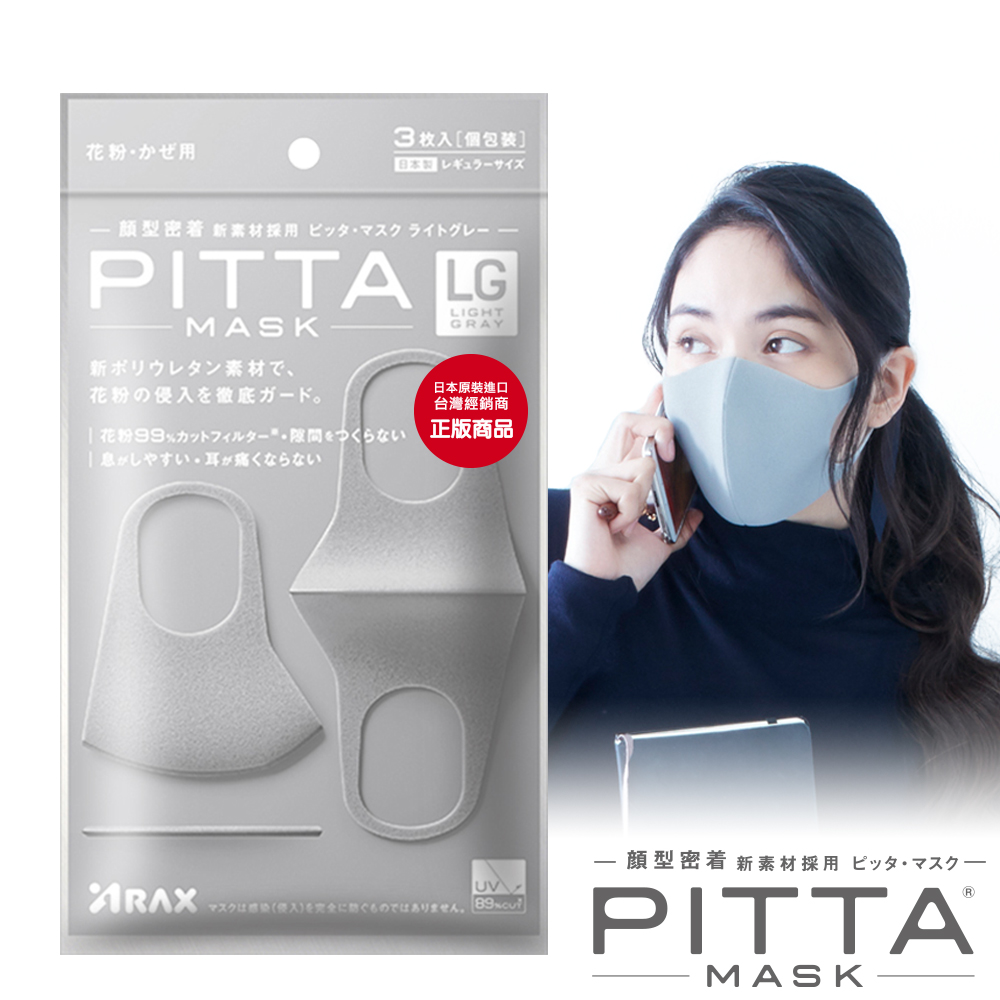 花粉・かぜ用
3枚入[個包装]
日本製 レギュラーサイズ
顔型密着 新素材採用 ピッタ・マスク ライトグレー
PITTA
MASK
LG
LIGHT
GRAY
新ポリウレタン素材で、
花粉の侵入を徹底ガード。
花粉99%カットフィルター※・隙間をつくらない
息がしやすい・耳が痛くならない
日本原裝進口
台灣經銷商
正版商品
ARAX
マスクは感染(侵入)を完全に防ぐものではありません。
UV
89%CUT
顔型密着 新素材採用 ピッタ・マスク
PITTA®
MASK